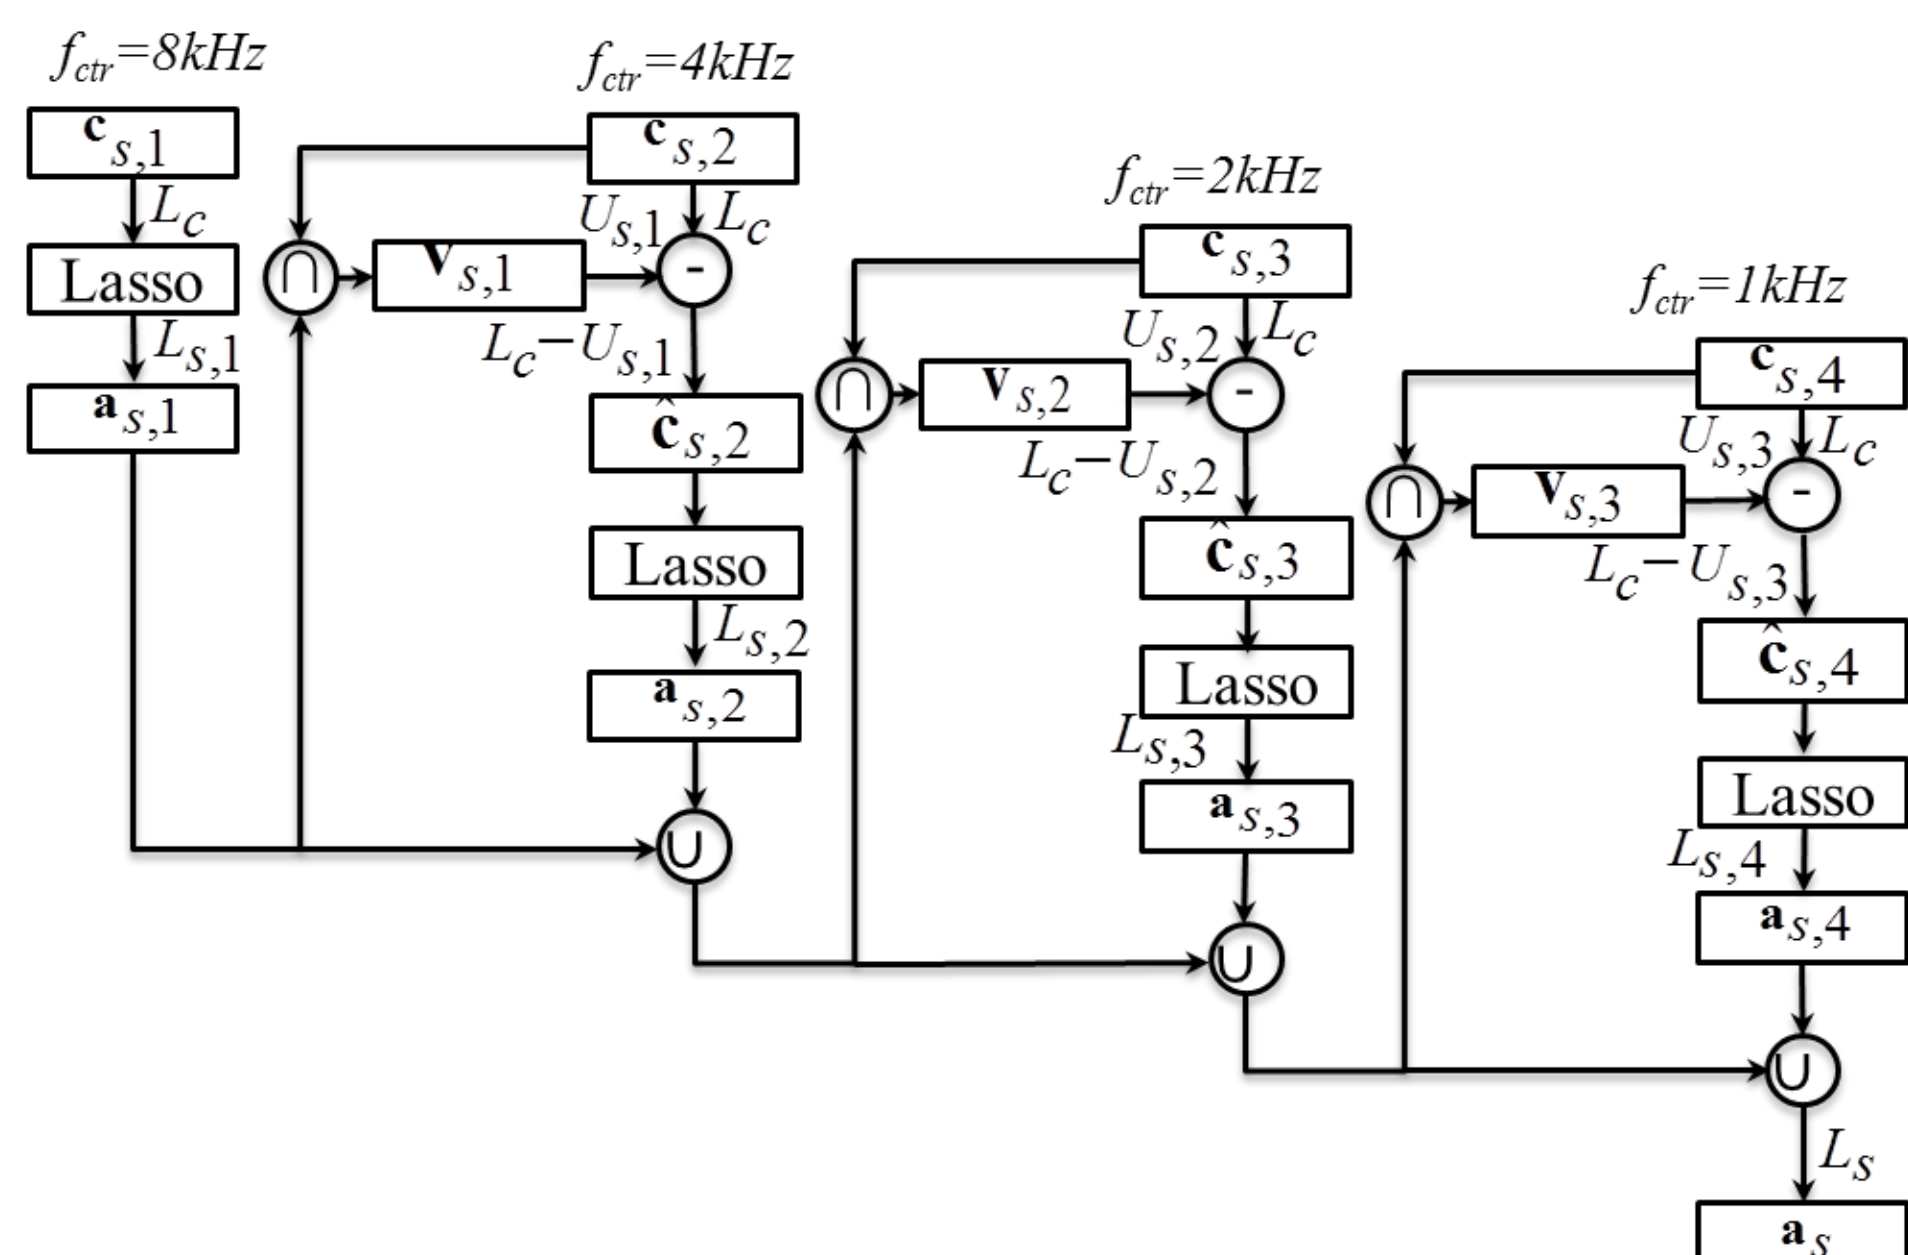 f_ctr=8kHz
c_s,1
L_c
Lasso
L_s,1
a_s,1
f_ctr=4kHz
c_s,2
U_s,1
L_c
∩
v_s,1
-
L_c−U_s,1
ĉ_s,2
Lasso
L_s,2
a_s,2
∪
f_ctr=2kHz
c_s,3
U_s,2
L_c
∩
v_s,2
-
L_c−U_s,2
ĉ_s,3
Lasso
L_s,3
a_s,3
∪
f_ctr=1kHz
c_s,4
U_s,3
L_c
∩
v_s,3
-
L_c−U_s,3
ĉ_s,4
Lasso
L_s,4
a_s,4
∪
L_s
a_s